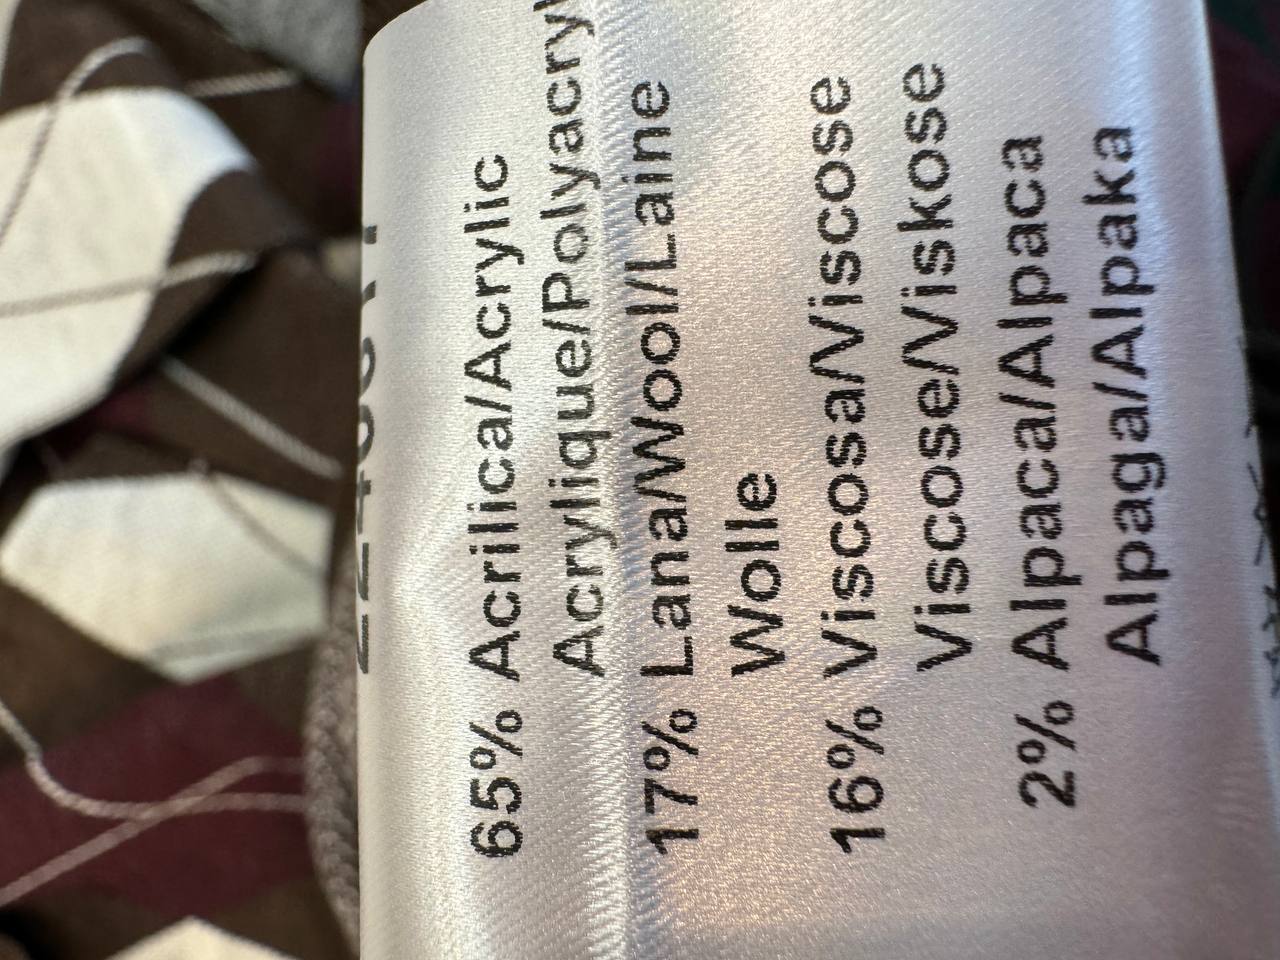 65% Acrilica/Acrylic
Acrylique/Polyacryl
17% Lana/Wool/Laine
Wolle
16% Viscosa/Viscose
Viscose/Viskose
2% Alpaca/Alpaca
Alpaga/Alpaka